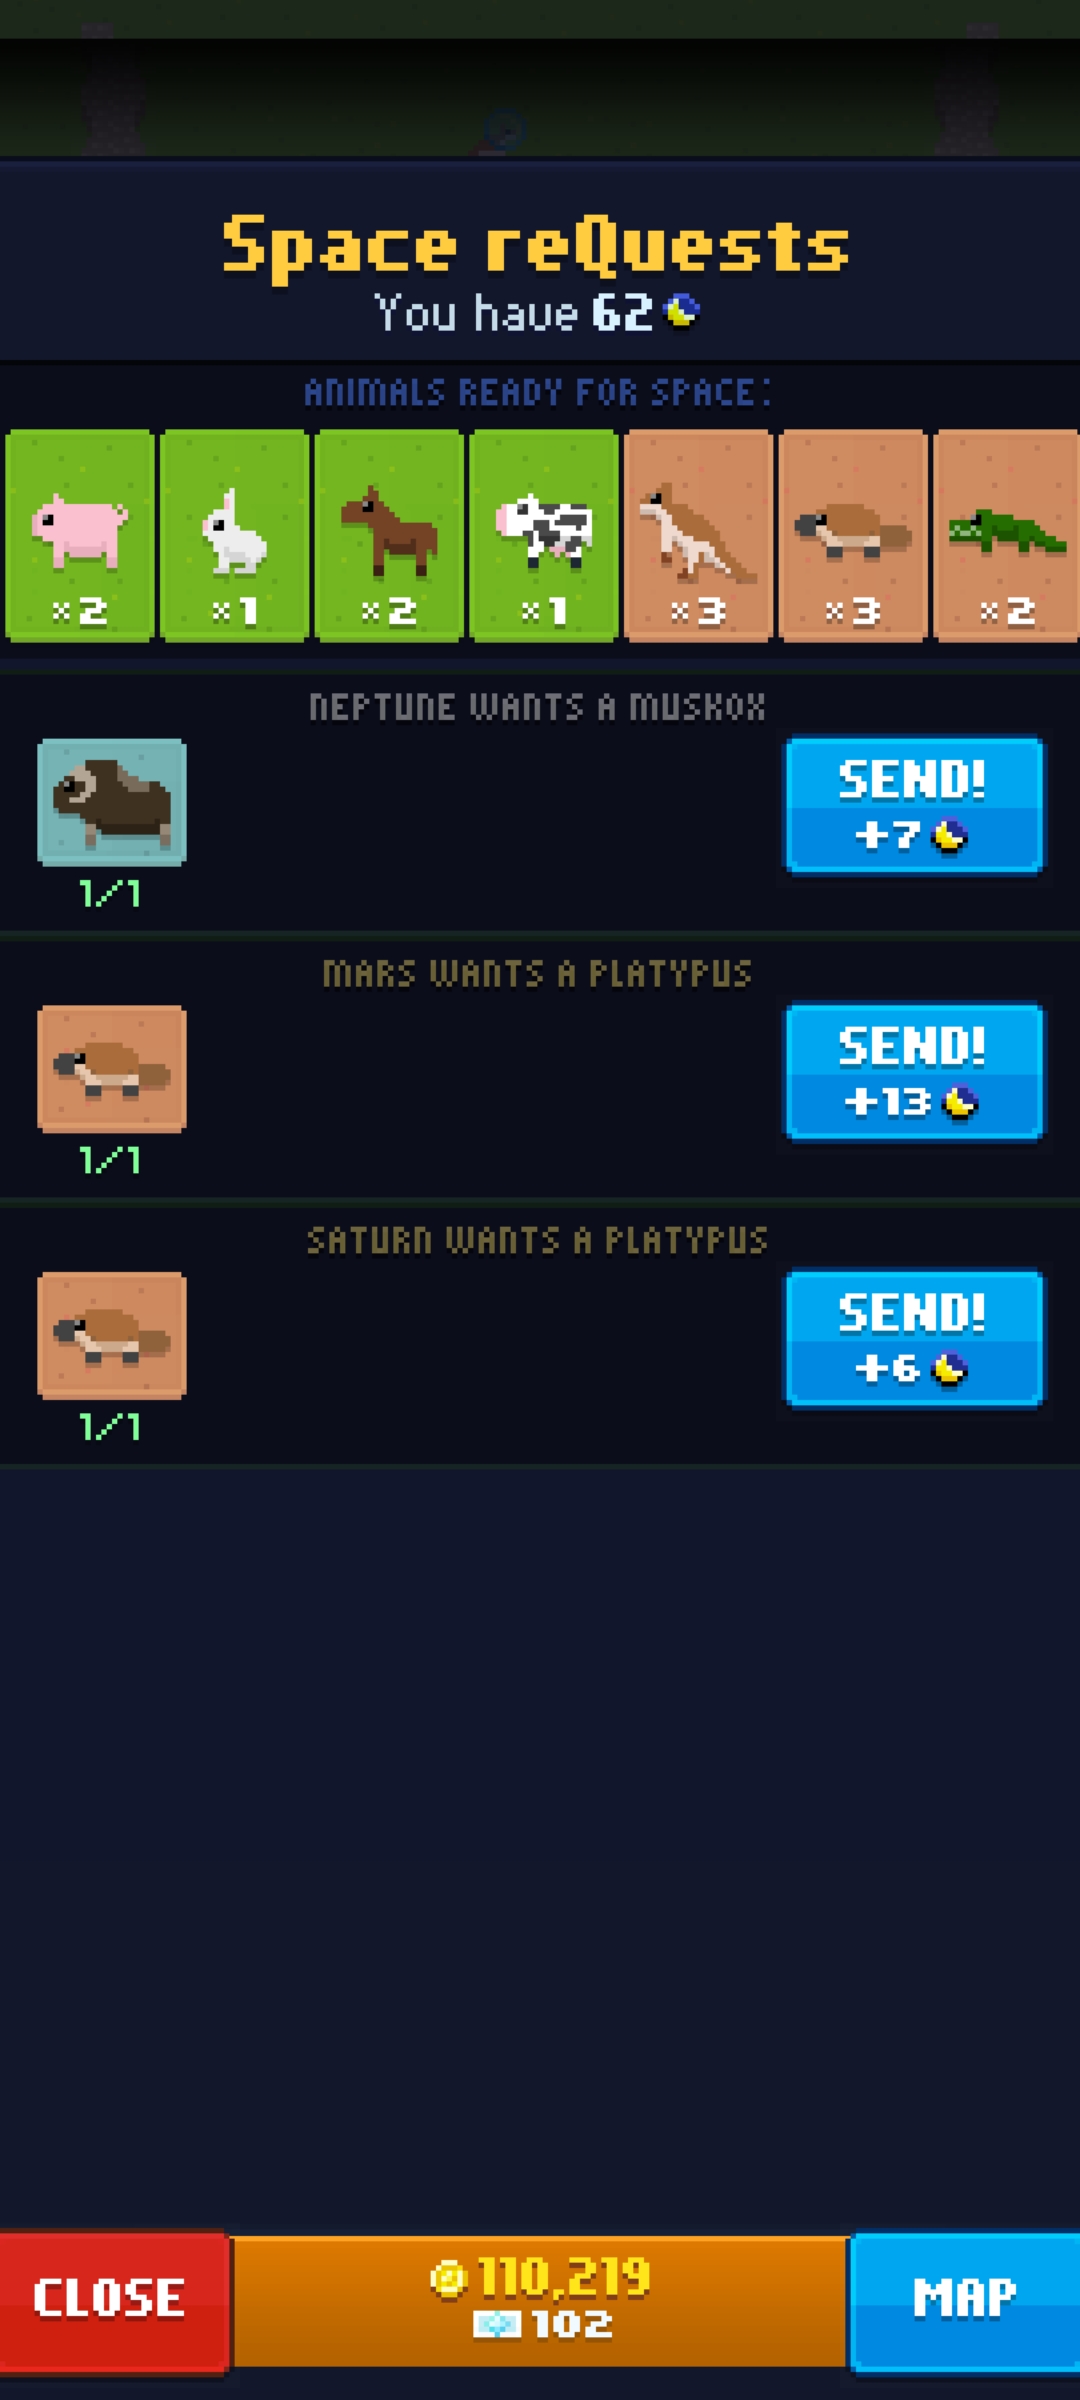 Space reQuests
You have 62
ANIMALS READY FOR SPACE:
×2 ×1 ×2 ×1 ×3 ×3 ×2
NEPTUNE WANTS A MUSKOX
SEND!
+7
1/1
MARS WANTS A PLATYPUS
SEND!
+13
1/1
SATURN WANTS A PLATYPUS
SEND!
+6
1/1
CLOSE
110,219
102
MAP